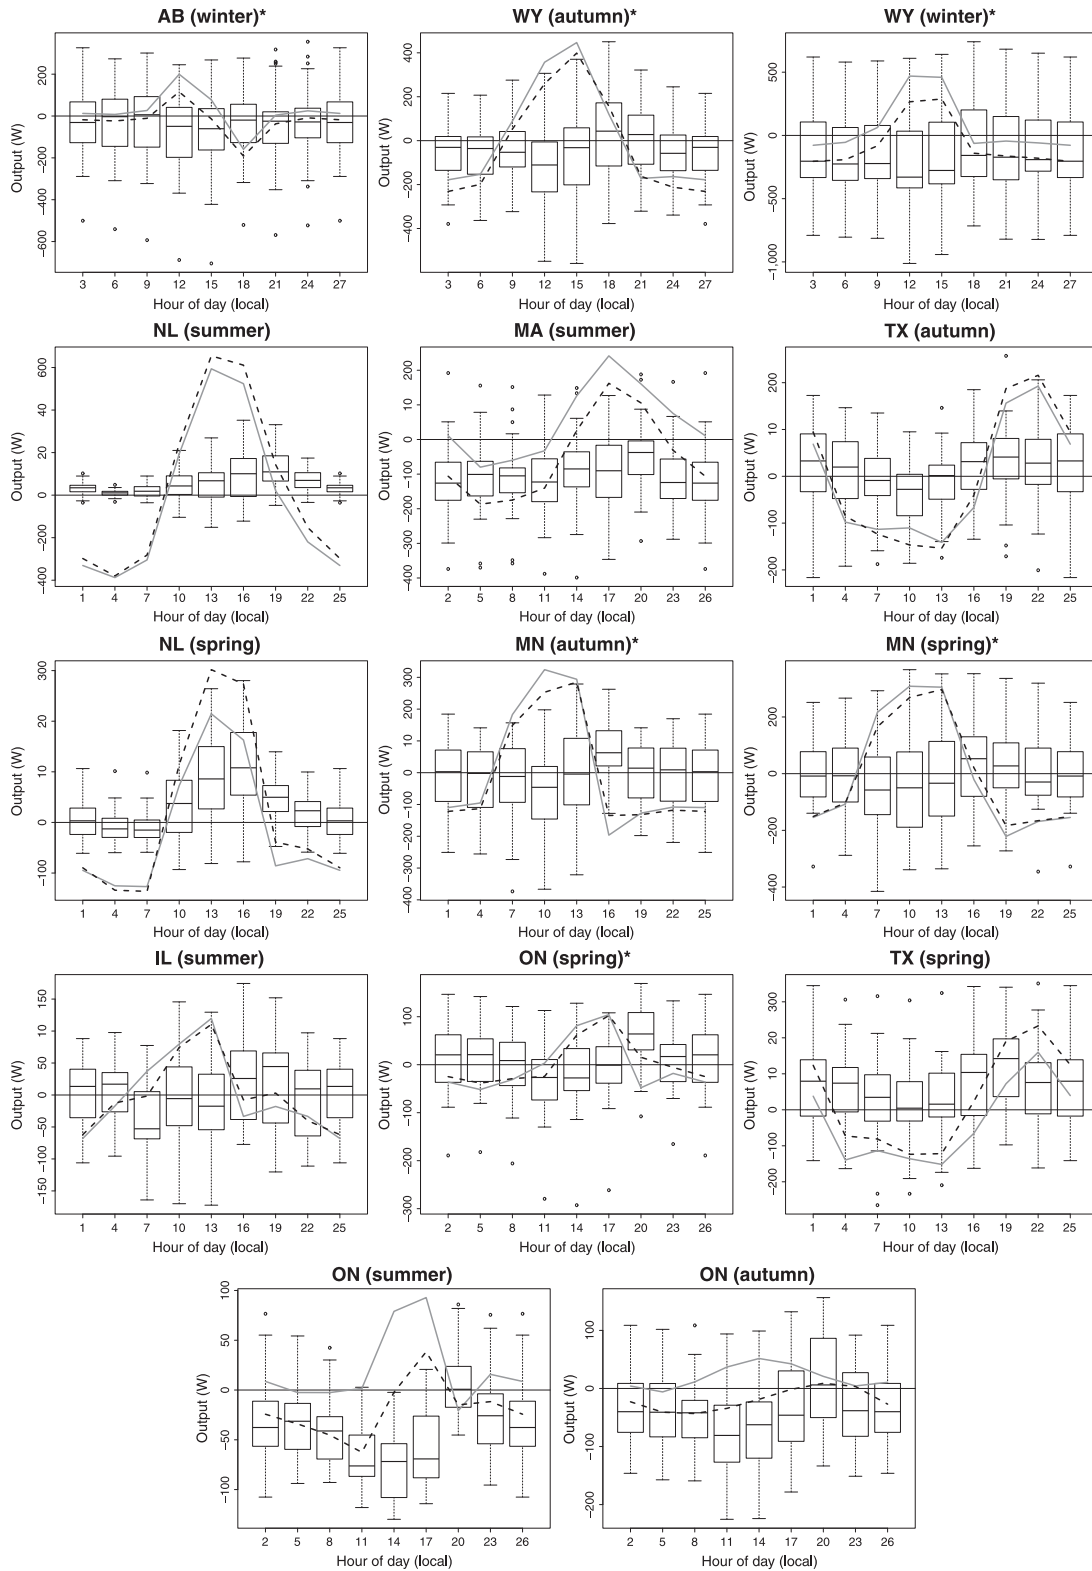 AB (winter)*
Output (W)
200
0
−200
−600
3 6 9 12 15 18 21 24 27
Hour of day (local)
WY (autumn)*
Output (W)
400
200
0
−200
−400
3 6 9 12 15 18 21 24 27
Hour of day (local)
WY (winter)*
Output (W)
500
0
−500
−1,000
3 6 9 12 15 18 21 24 27
Hour of day (local)
NL (summer)
Output (W)
600
400
200
0
−200
−400
1 4 7 10 13 16 19 22 25
Hour of day (local)
MA (summer)
Output (W)
200
100
0
−100
−200
−300
−400
2 5 8 11 14 17 20 23 26
Hour of day (local)
TX (autumn)
Output (W)
200
100
0
−100
−200
1 4 7 10 13 16 19 22 25
Hour of day (local)
NL (spring)
Output (W)
300
200
100
0
−100
1 4 7 10 13 16 19 22 25
Hour of day (local)
MN (autumn)*
Output (W)
300
200
100
0
−100
−200
−300
−400
1 4 7 10 13 16 19 22 25
Hour of day (local)
MN (spring)*
Output (W)
200
0
−200
−400
1 4 7 10 13 16 19 22 25
Hour of day (local)
IL (summer)
Output (W)
150
100
50
0
−50
−100
−150
1 4 7 10 13 16 19 22 25
Hour of day (local)
ON (spring)*
Output (W)
100
0
−100
−200
−300
2 5 8 11 14 17 20 23 26
Hour of day (local)
TX (spring)
Output (W)
300
200
100
0
−100
−200
1 4 7 10 13 16 19 22 25
Hour of day (local)
ON (summer)
Output (W)
100
50
0
−50
−100
2 5 8 11 14 17 20 23 26
Hour of day (local)
ON (autumn)
Output (W)
100
0
−100
−200
2 5 8 11 14 17 20 23 26
Hour of day (local)